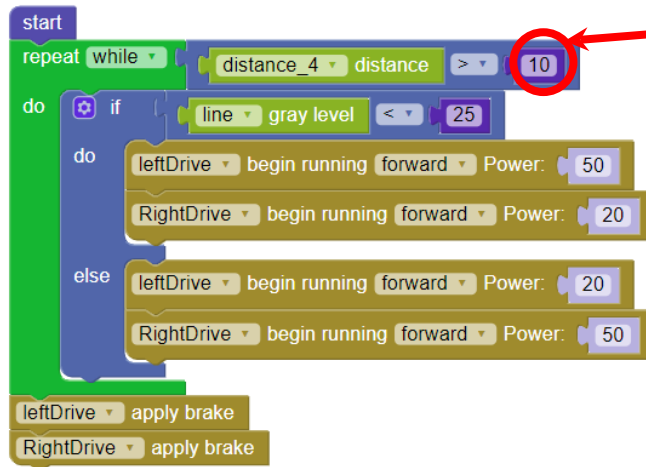 start
repeat while distance_4 distance > 10
do if line gray level < 25
do leftDrive begin running forward Power: 50
RightDrive begin running forward Power: 20
else leftDrive begin running forward Power: 20
RightDrive begin running forward Power: 50
leftDrive apply brake
RightDrive apply brake